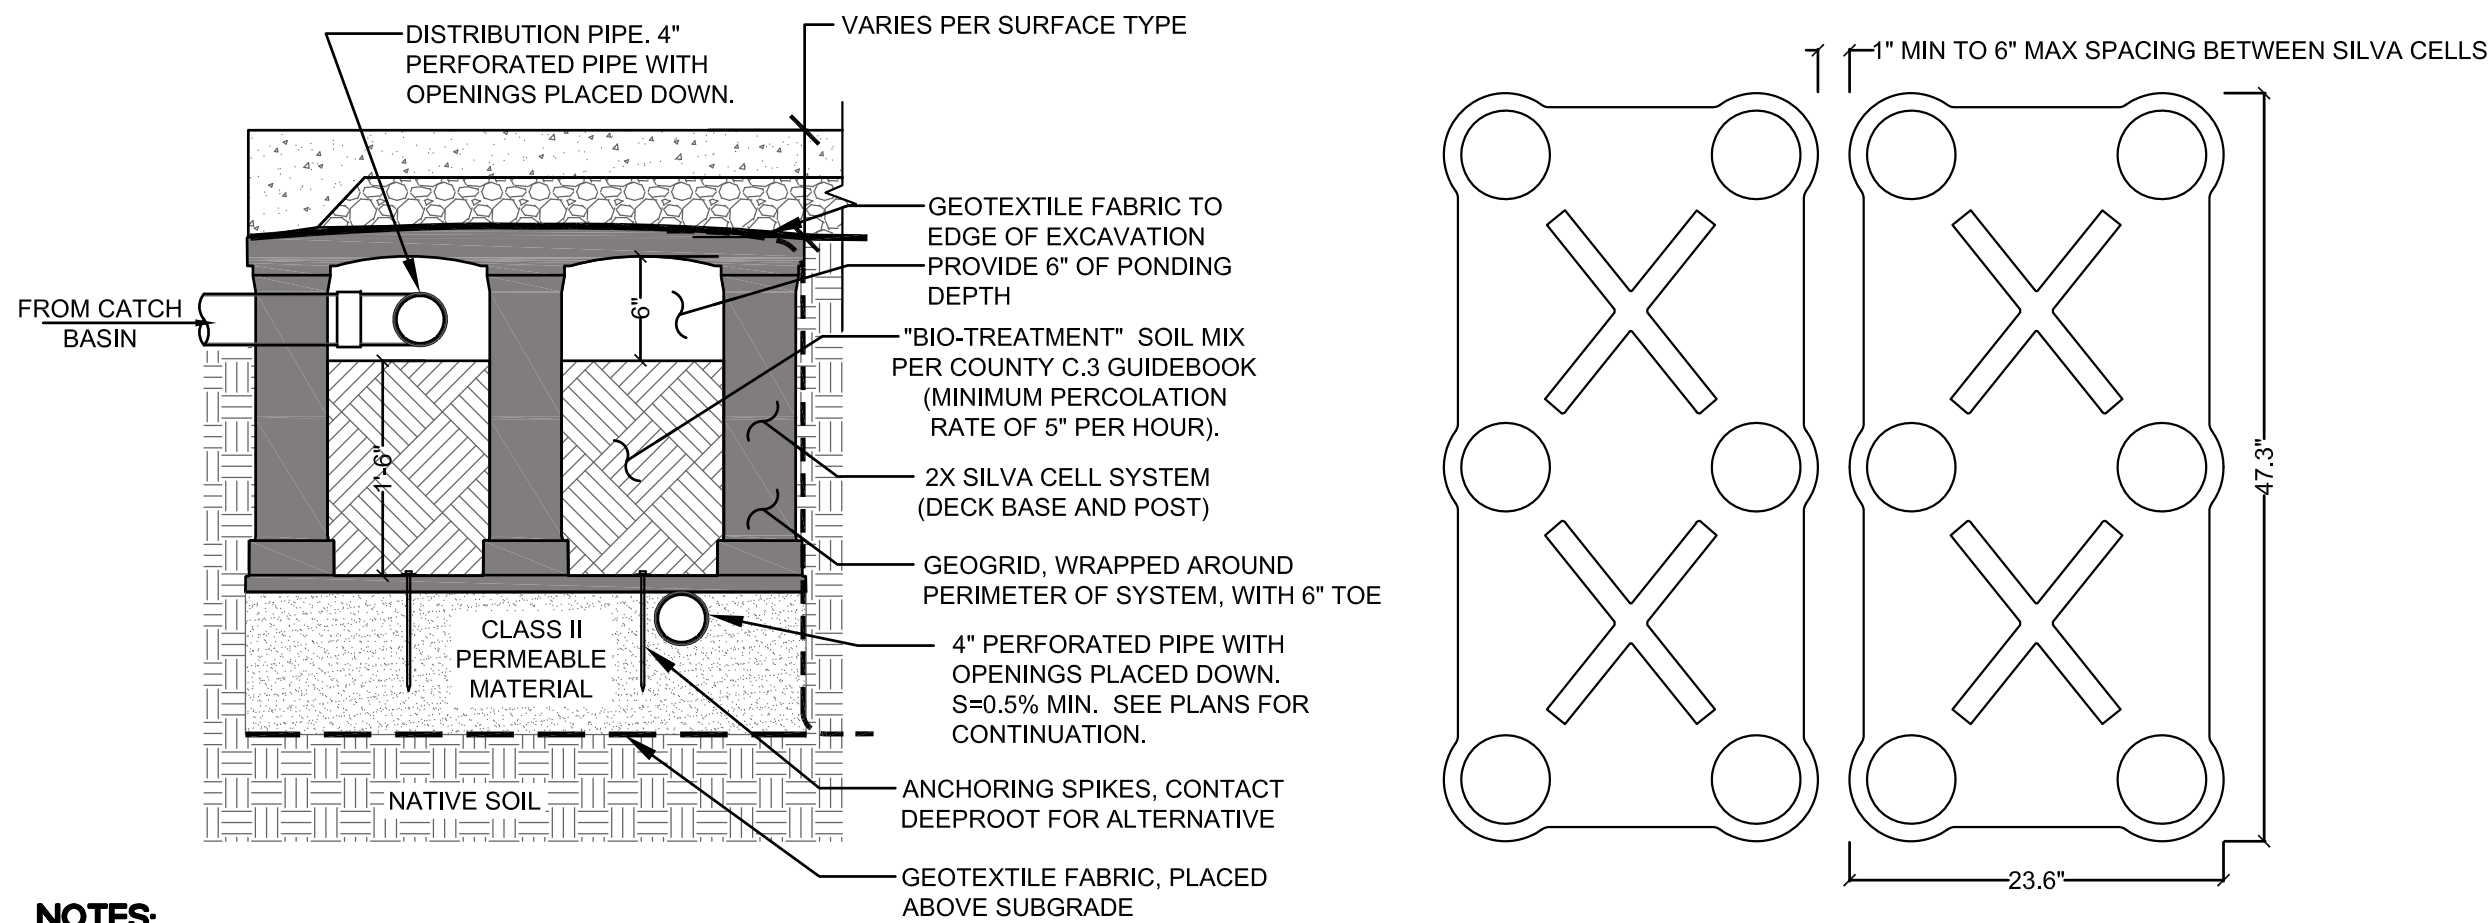 DISTRIBUTION PIPE. 4"
PERFORATED PIPE WITH
OPENINGS PLACED DOWN.
VARIES PER SURFACE TYPE
FROM CATCH
BASIN
6"
1'-6"
GEOTEXTILE FABRIC TO
EDGE OF EXCAVATION
PROVIDE 6" OF PONDING
DEPTH
"BIO-TREATMENT" SOIL MIX
PER COUNTY C.3 GUIDEBOOK
(MINIMUM PERCOLATION
RATE OF 5" PER HOUR).
2X SILVA CELL SYSTEM
(DECK BASE AND POST)
GEOGRID, WRAPPED AROUND
PERIMETER OF SYSTEM, WITH 6" TOE
4" PERFORATED PIPE WITH
OPENINGS PLACED DOWN.
S=0.5% MIN. SEE PLANS FOR
CONTINUATION.
CLASS II
PERMEABLE
MATERIAL
NATIVE SOIL
ANCHORING SPIKES, CONTACT
DEEPROOT FOR ALTERNATIVE
GEOTEXTILE FABRIC, PLACED
ABOVE SUBGRADE
1" MIN TO 6" MAX SPACING BETWEEN SILVA CELLS
47.3"
23.6"
NOTES: